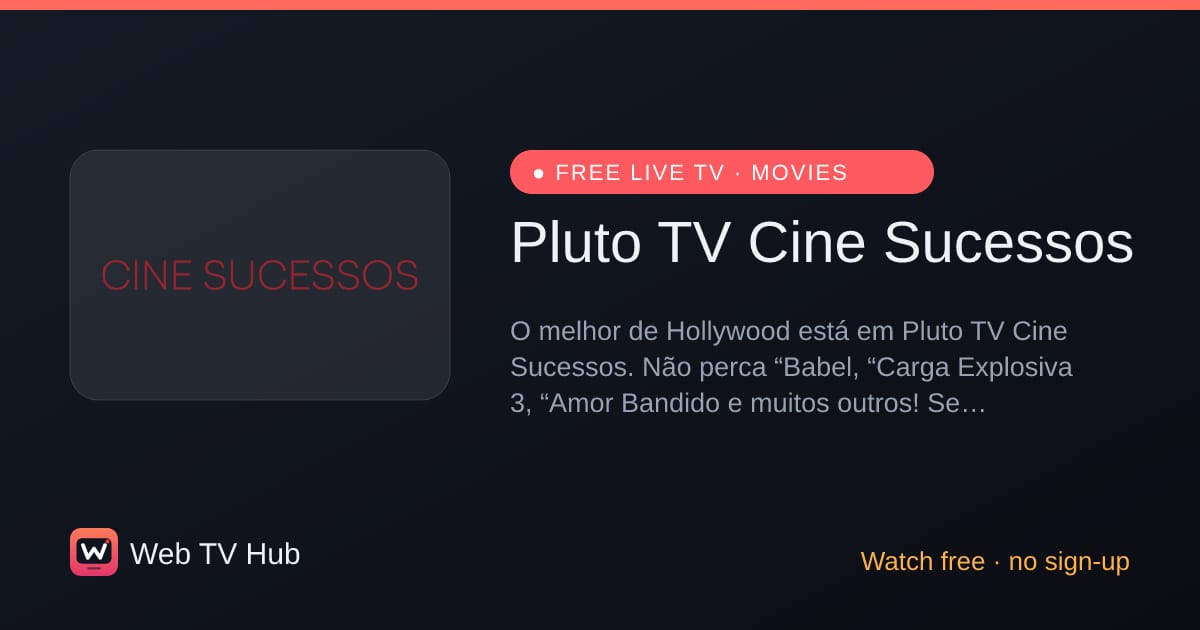 CINE SUCESSOS
FREE LIVE TV · MOVIES
Pluto TV Cine Sucessos
O melhor de Hollywood está em Pluto TV Cine
Sucessos. Não perca “Babel, “Carga Explosiva
3, “Amor Bandido e muitos outros! Se…
Web TV Hub
Watch free · no sign-up